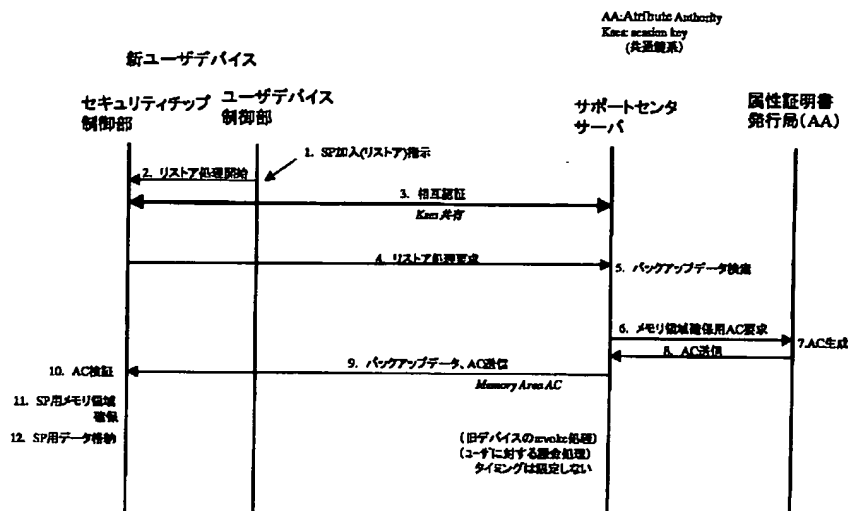 AA:Atribute Authority
Kses: session key
(共通鍵系)
新ユーザデバイス
セキュリティチップ
制御部
ユーザデバイス
制御部
サポートセンタ
サーバ
属性証明書
発行局(AA)
1. SP加入(リストア)指示
2. リストア処理開始
3. 相互認証
Kses 共有
4. リストア処理要求
5. バックアップデータ検査
6. メモリ領域確保用AC要求
7.AC生成
8. AC送信
9. バックアップデータ、AC送信
Memory Area AC
10. AC検証
11. SP用メモリ領域
確保
12. SP用データ格納
(旧デバイスのrevoke処理)
(ユーザに対する課金処理)
タイミングは限定しない